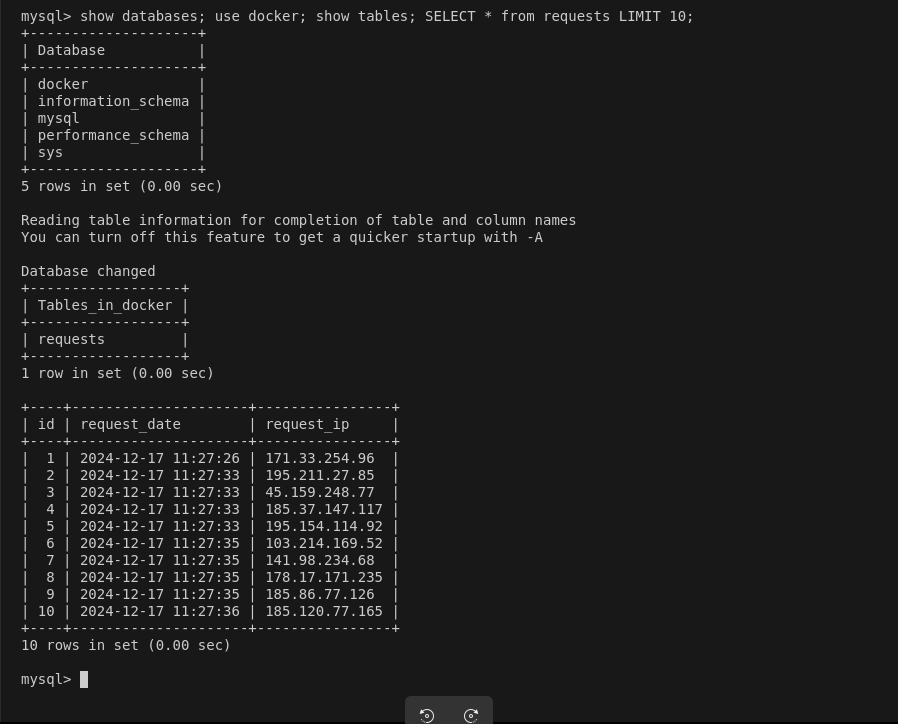 mysql> show databases; use docker; show tables; SELECT * from requests LIMIT 10;
+--------------------+
| Database           |
+--------------------+
| docker             |
| information_schema |
| mysql              |
| performance_schema |
| sys                |
+--------------------+
5 rows in set (0.00 sec)

Reading table information for completion of table and column names
You can turn off this feature to get a quicker startup with -A

Database changed
+------------------+
| Tables_in_docker |
+------------------+
| requests         |
+------------------+
1 row in set (0.00 sec)

+----+---------------------+----------------+
| id | request_date        | request_ip     |
+----+---------------------+----------------+
|  1 | 2024-12-17 11:27:26 | 171.33.254.96  |
|  2 | 2024-12-17 11:27:33 | 195.211.27.85  |
|  3 | 2024-12-17 11:27:33 | 45.159.248.77  |
|  4 | 2024-12-17 11:27:33 | 185.37.147.117 |
|  5 | 2024-12-17 11:27:33 | 195.154.114.92 |
|  6 | 2024-12-17 11:27:35 | 103.214.169.52 |
|  7 | 2024-12-17 11:27:35 | 141.98.234.68  |
|  8 | 2024-12-17 11:27:35 | 178.17.171.235 |
|  9 | 2024-12-17 11:27:35 | 185.86.77.126  |
| 10 | 2024-12-17 11:27:36 | 185.120.77.165 |
+----+---------------------+----------------+
10 rows in set (0.00 sec)

mysql>